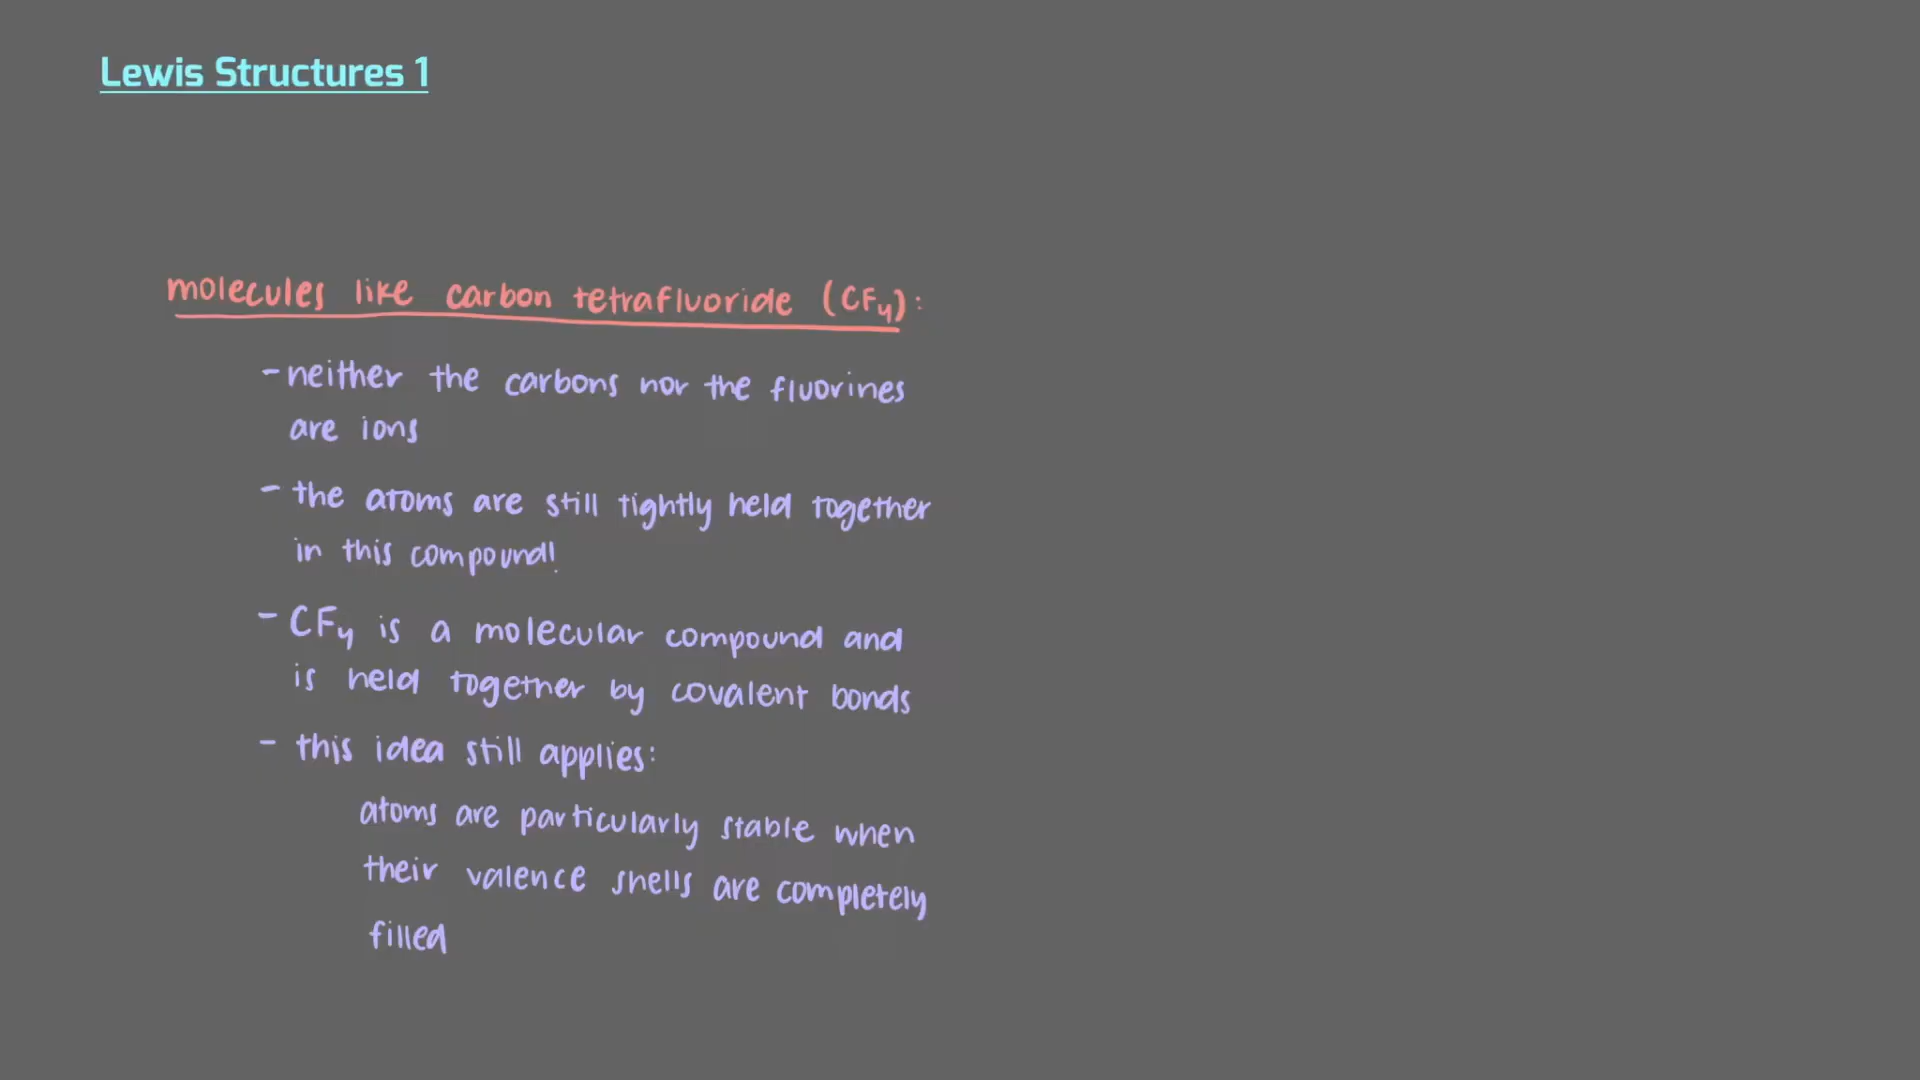 Lewis Structures 1
molecules like carbon tetrafluoride (CF₄):
- neither the carbons nor the fluorines
are ions
- the atoms are still tightly held together
in this compound!
- CF₄ is a molecular compound and
is held together by covalent bonds
- this idea still applies:
atoms are particularly stable when
their valence shells are completely
filled